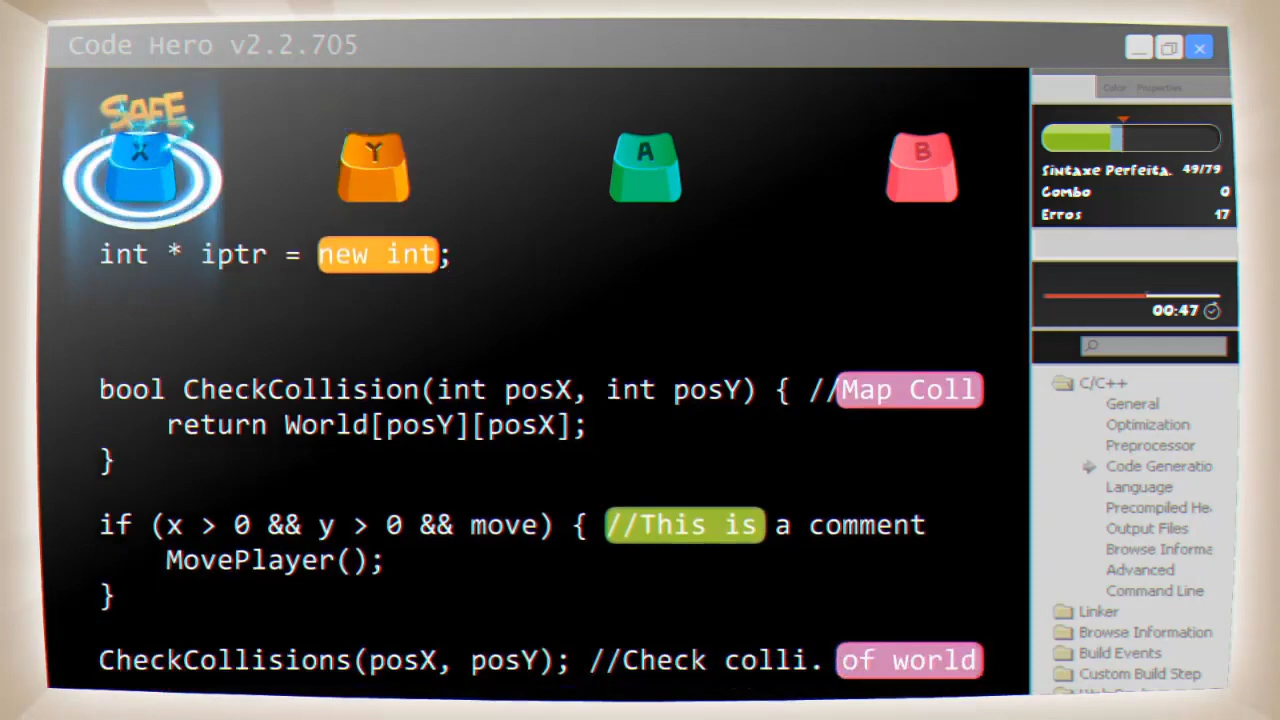 Code Hero v2.2.705
SAFE
X
Y
A
B
int * iptr = new int;
bool CheckCollision(int posX, int posY) { //Map Coll
return World[posY][posX];
}
if (x > 0 && y > 0 && move) { //This is a comment
MovePlayer();
}
CheckCollisions(posX, posY); //Check colli. of world
Color Properties
Sintaxe Perfeita. 49/79
Combo 0
Erros 17
00:47
C/C++
General
Optimization
Preprocessor
Code Generatio
Language
Precompiled He
Output Files
Browse Informa
Advanced
Command Line
Linker
Browse Information
Build Events
Custom Build Step